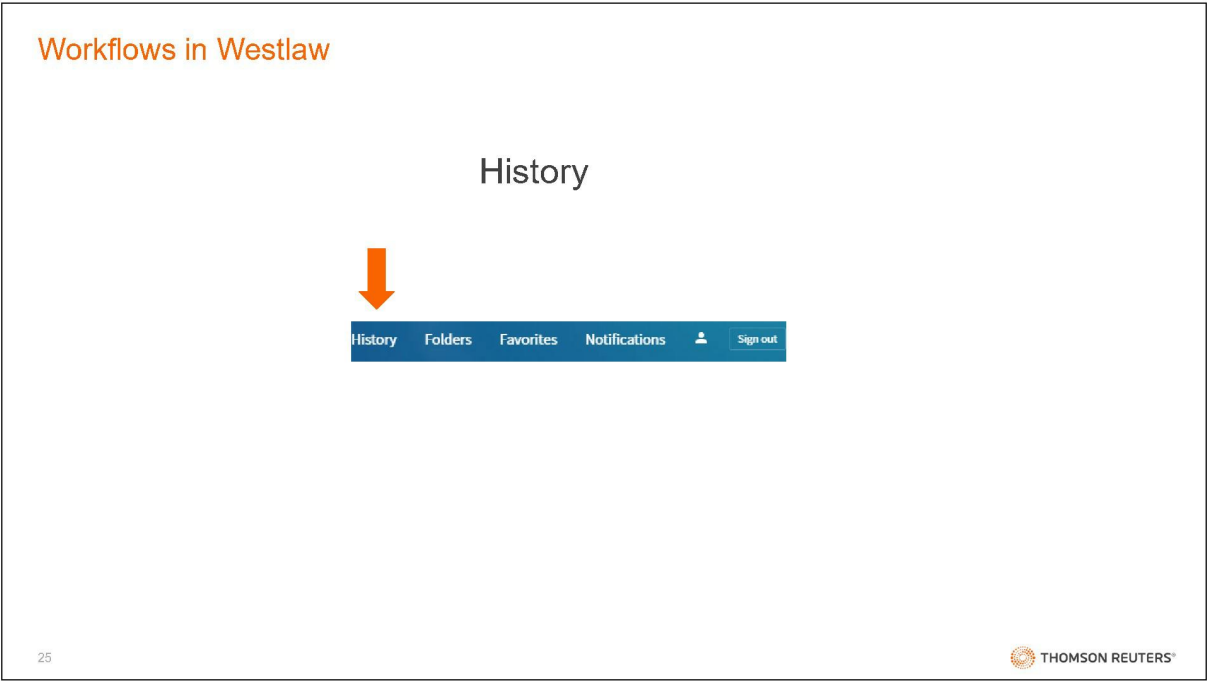 Workflows in Westlaw
History
History Folders Favorites Notifications Sign out
25
THOMSON REUTERS®